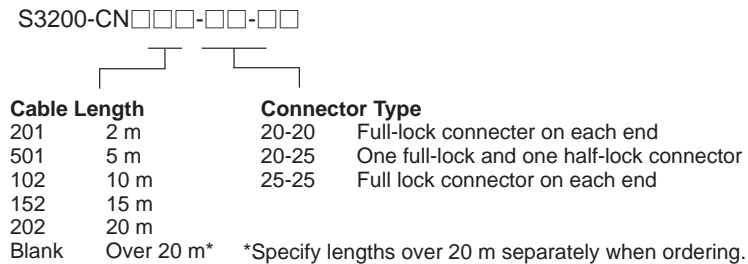 S3200-CN□□□-□□-□□
Cable Length Connector Type
201 2 m 20-20 Full-lock connecter on each end
501 5 m 20-25 One full-lock and one half-lock connector
102 10 m 25-25 Full lock connector on each end
152 15 m
202 20 m
Blank Over 20 m* *Specify lengths over 20 m separately when ordering.